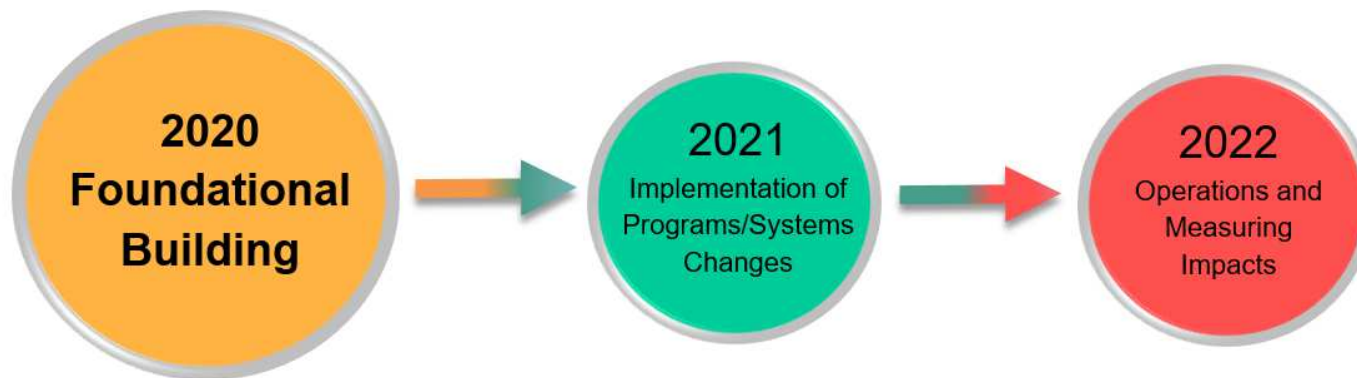 2020
Foundational
Building
2021
Implementation of
Programs/Systems
Changes
2022
Operations and
Measuring
Impacts